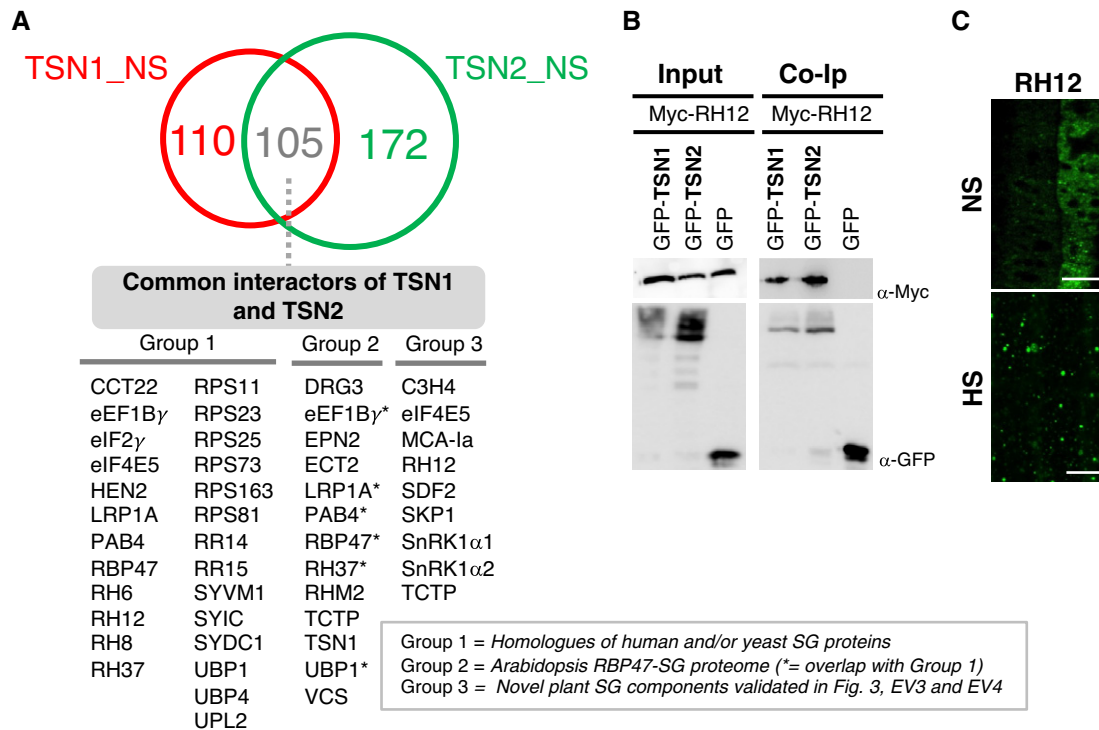 A
TSN1_NS
TSN2_NS
110
105
172
Common interactors of TSN1
and TSN2
Group 1
Group 2
Group 3
CCT22 RPS11 DRG3 C3H4
eEF1Bγ RPS23 eEF1Bγ* eIF4E5
eIF2γ RPS25 EPN2 MCA-Ia
eIF4E5 RPS73 ECT2 RH12
HEN2 RPS163 LRP1A* SDF2
LRP1A RPS81 PAB4* SKP1
PAB4 RR14 RBP47* SnRK1α1
RBP47 RR15 RH37* SnRK1α2
RH6 SYVM1 RHM2 TCTP
RH12 SYIC TCTP
RH8 SYDC1 TSN1
RH37 UBP1 UBP1*
UBP4 VCS
UPL2
Group 1 = Homologues of human and/or yeast SG proteins
Group 2 = Arabidopsis RBP47-SG proteome (*= overlap with Group 1)
Group 3 = Novel plant SG components validated in Fig. 3, EV3 and EV4
B
Input
Co-Ip
Myc-RH12
Myc-RH12
GFP-TSN1
GFP-TSN2
GFP
GFP-TSN1
GFP-TSN2
GFP
α-Myc
α-GFP
C
RH12
NS
HS